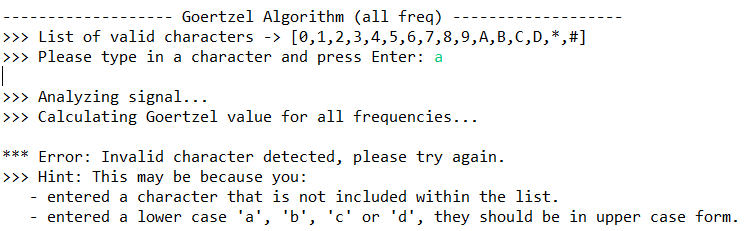 ------------------- Goertzel Algorithm (all freq) -------------------
>>> List of valid characters -> [0,1,2,3,4,5,6,7,8,9,A,B,C,D,*,#]
>>> Please type in a character and press Enter: a
>>> Analyzing signal...
>>> Calculating Goertzel value for all frequencies...
*** Error: Invalid character detected, please try again.
>>> Hint: This may be because you:
- entered a character that is not included within the list.
- entered a lower case 'a', 'b', 'c' or 'd', they should be in upper case form.